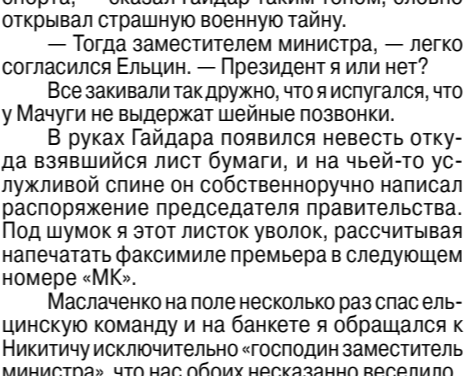 спорта, — сказал Гайдар таким тоном, словно
открывал страшную военную тайну.
— Тогда заместителем министра, — легко
согласился Ельцин. — Президент я или нет?
Все закивали так дружно, что я испугался, что
у Мачуги не выдержат шейные позвонки.
В руках Гайдара появился невесть отку-
да взявшийся лист бумаги, и на чьей-то ус-
лужливой спине он собственноручно написал
распоряжение председателя правительства.
Под шумок я этот листок уволок, рассчитывая
напечатать факсимиле премьера в следующем
номере «МК».
Маслаченко на поле несколько раз спас ель-
цинскую команду и на банкете я обращался к
Никитичу исключительно «господин заместитель
министра», что нас обоих несказанно веселило.